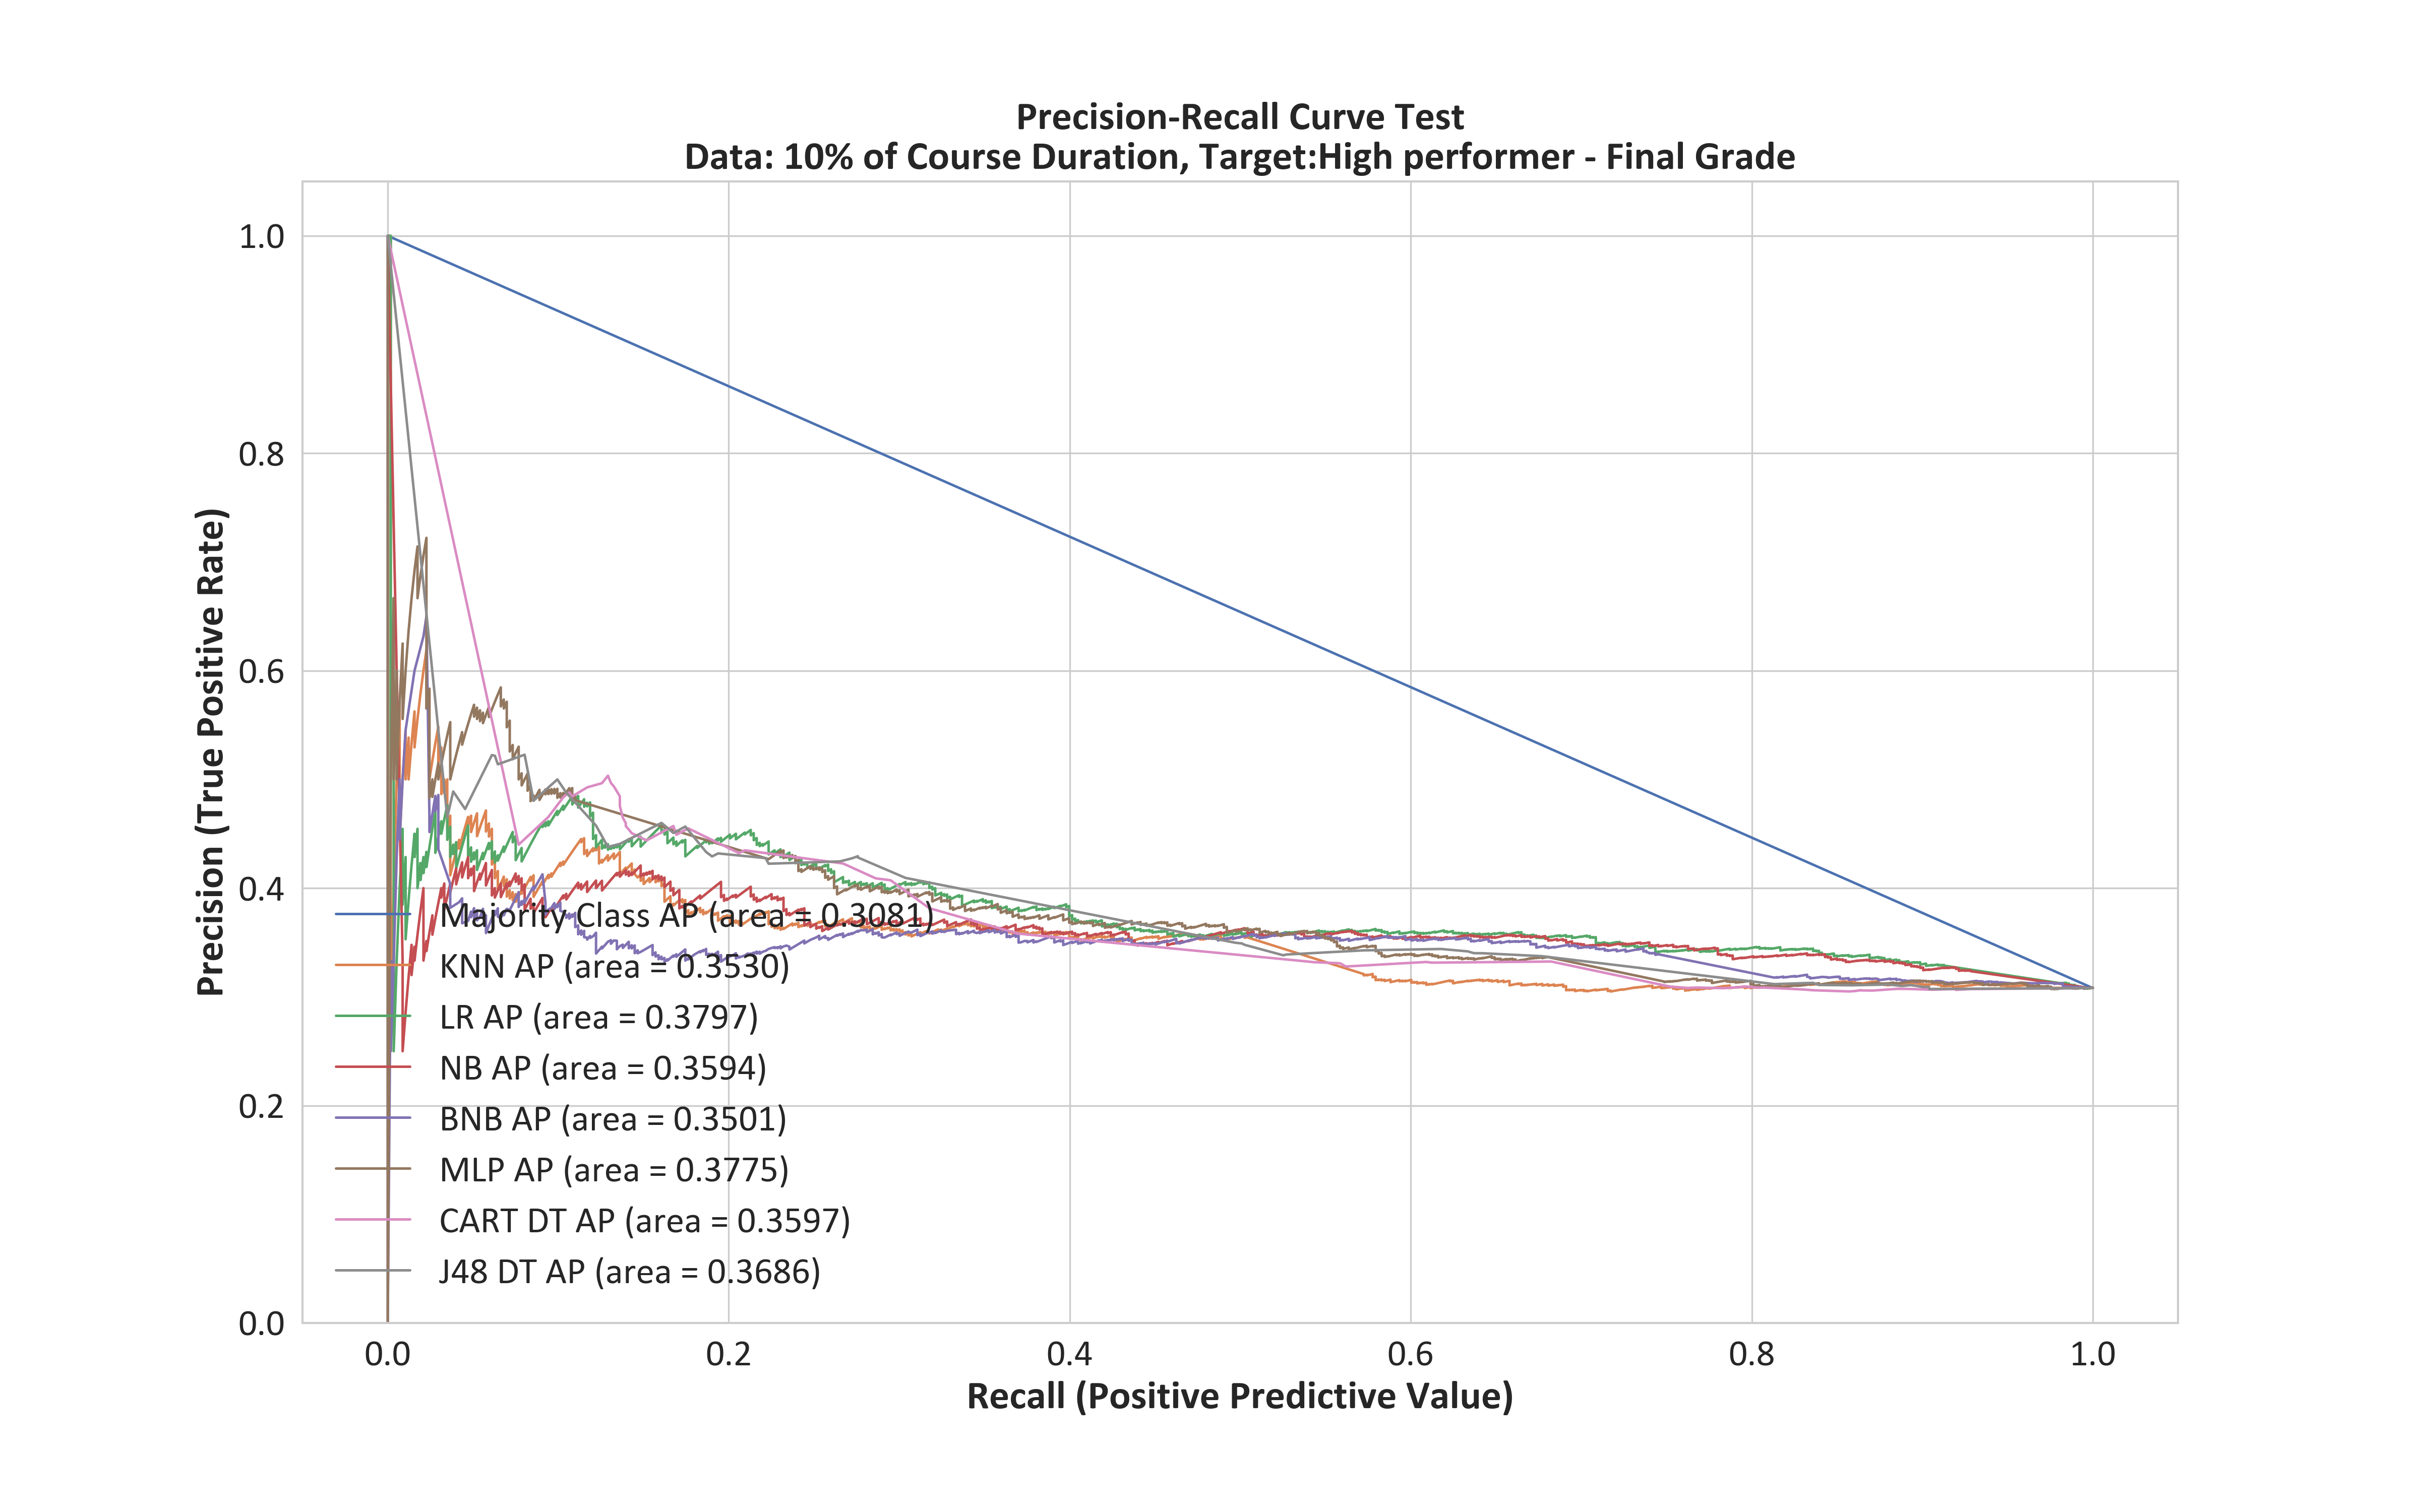 Precision-Recall Curve Test
Data: 10% of Course Duration, Target:High performer - Final Grade
Precision (True Positive Rate)
1.0
0.8
0.6
0.4
0.2
0.0
Majority Class AP (area = 0.3081)
KNN AP (area = 0.3530)
LR AP (area = 0.3797)
NB AP (area = 0.3594)
BNB AP (area = 0.3501)
MLP AP (area = 0.3775)
CART DT AP (area = 0.3597)
J48 DT AP (area = 0.3686)
0.0 0.2 0.4 0.6 0.8 1.0
Recall (Positive Predictive Value)